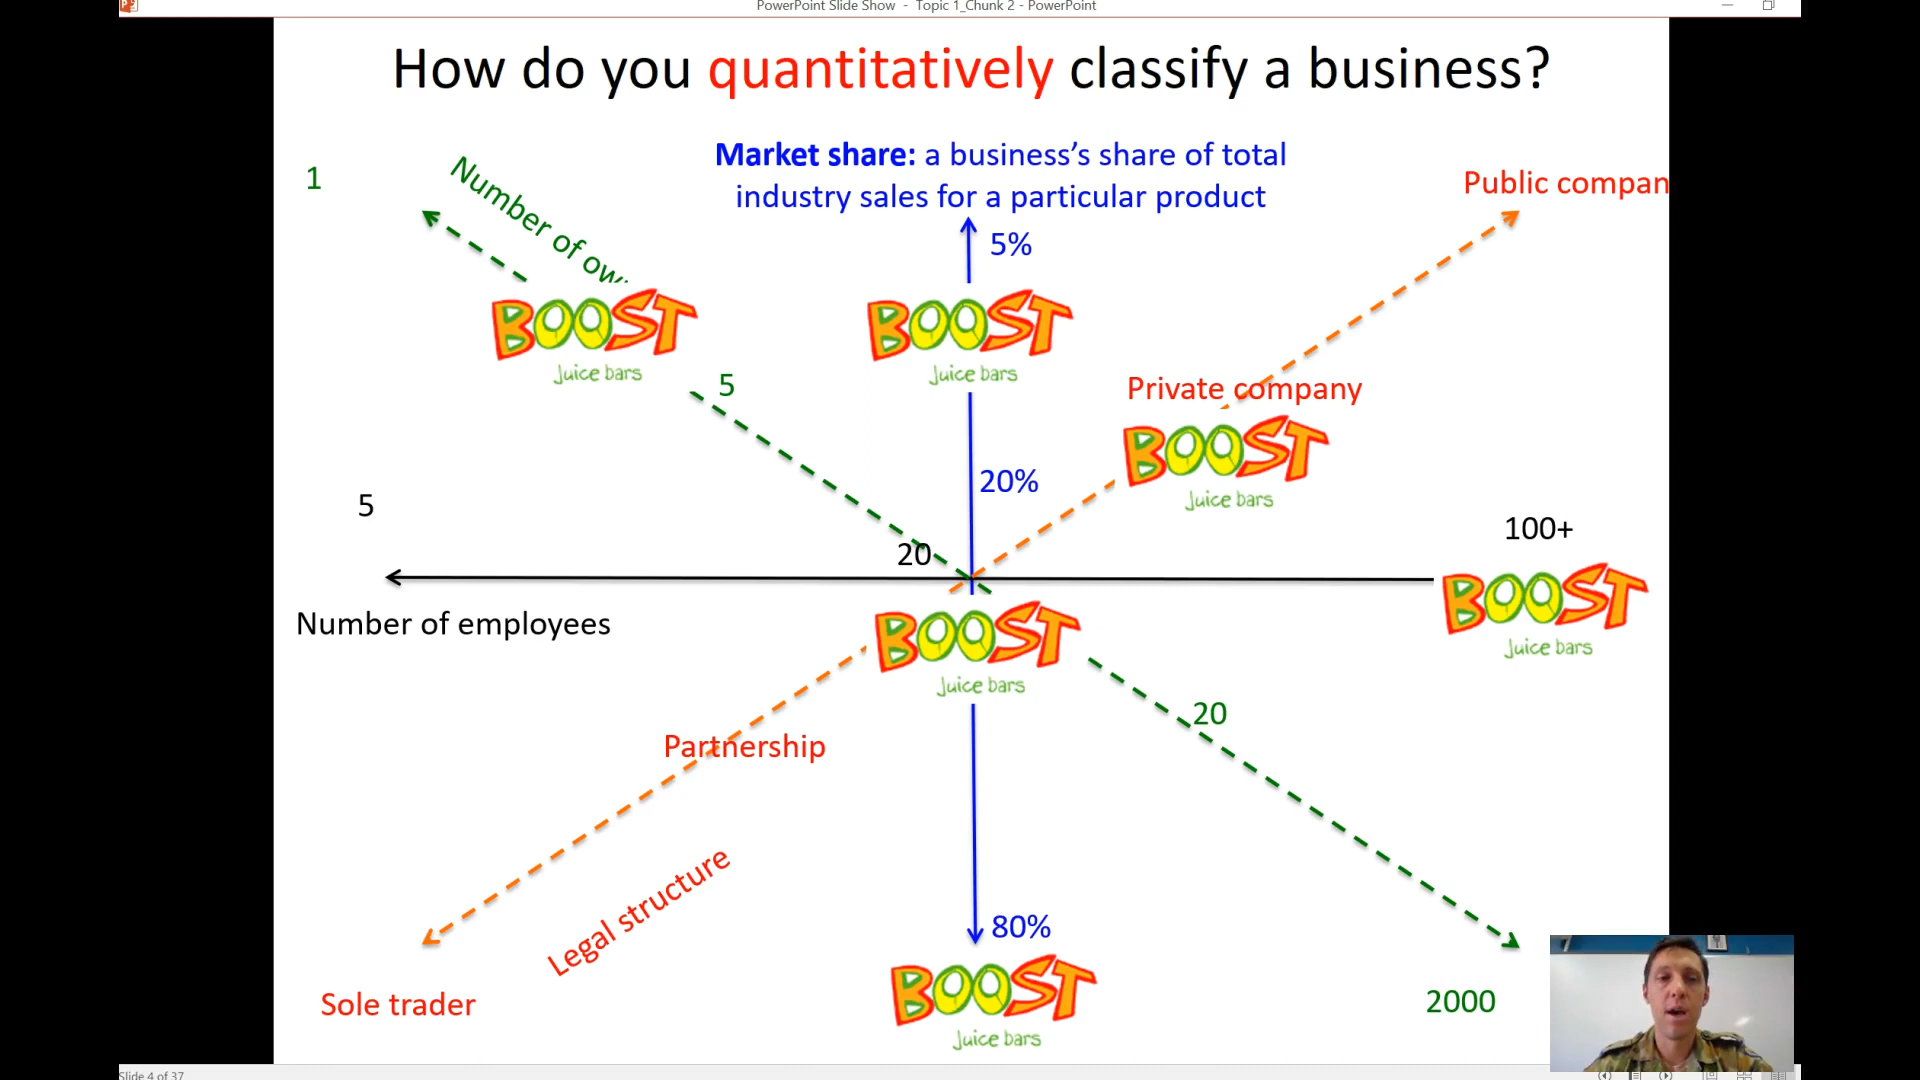 PowerPoint Slide Show - Topic 1_Chunk 2 - PowerPoint
How do you quantitatively classify a business?
Market share: a business's share of total
industry sales for a particular product
1
Number of
Public compan
5%
BOOST
Juice bars
BOOST
Juice bars
5
Private company
BOOST
Juice bars
20%
5
100+
20
Number of employees
BOOST
Juice bars
BOOST
Juice bars
20
Partnership
Legal structure
80%
Sole trader
BOOST
Juice bars
2000
Slide 4 of 37